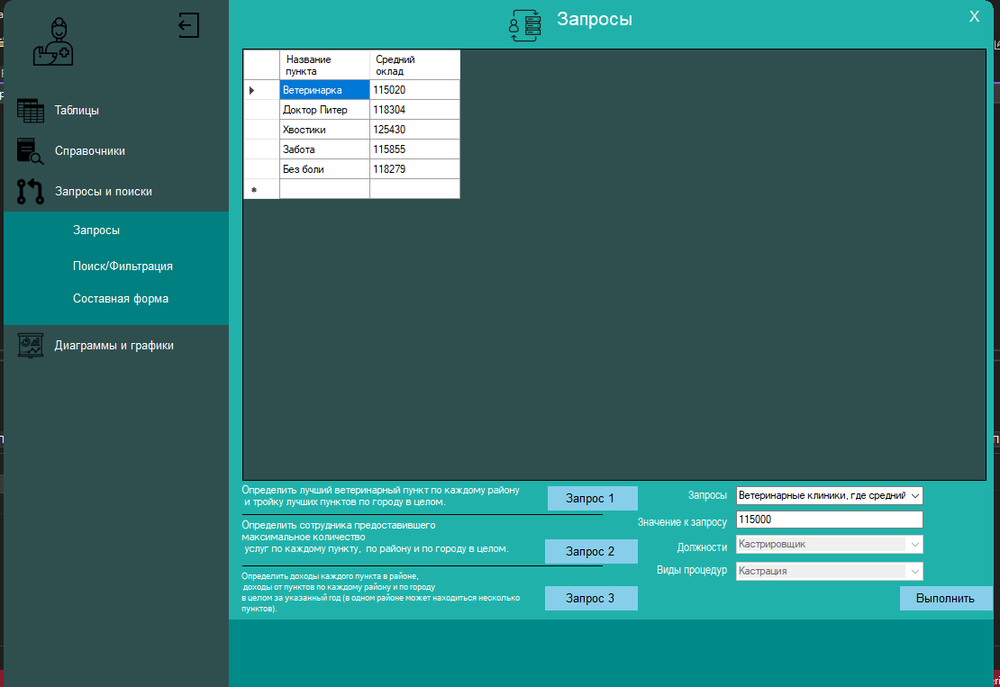 Запросы
X
Таблицы
Справочники
Запросы и поиски
Запросы
Поиск/Фильтрация
Составная форма
Диаграммы и графики
Название пункта
Средний оклад
Ветеринарка 115020
Доктор Питер 118304
Хвостики 125430
Забота 115855
Без боли 118279
Определить лучший ветеринарный пункт по каждому району
и тройку лучших пунктов по городу в целом.
Запрос 1
Определить сотрудника предоставившего
максимальное количество
услуг по каждому пункту, по району и по городу в целом.
Запрос 2
Определить доходы каждого пункта в районе,
доходы от пунктов по каждому району и по городу
в целом за указанный год (в одном районе может находиться несколько
пунктов).
Запрос 3
Запросы Ветеринарные клиники, где средний
Значение к запросу 115000
Должности Кастрировщик
Виды процедур Кастрация
Выполнить